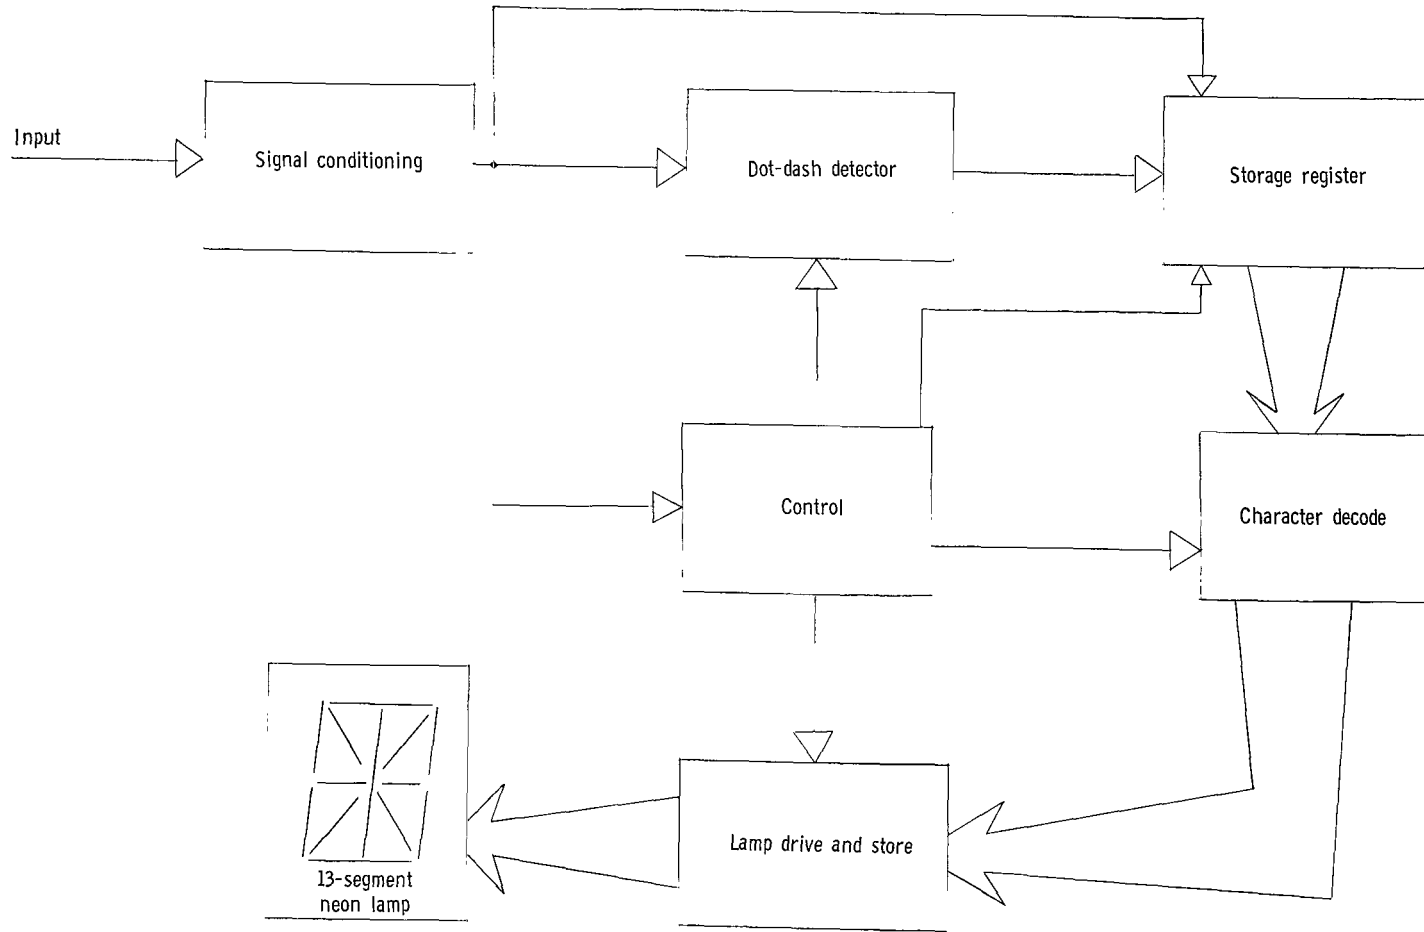 Input
Signal conditioning
Dot-dash detector
Storage register
Control
Character decode
Lamp drive and store
13-segment
neon lamp